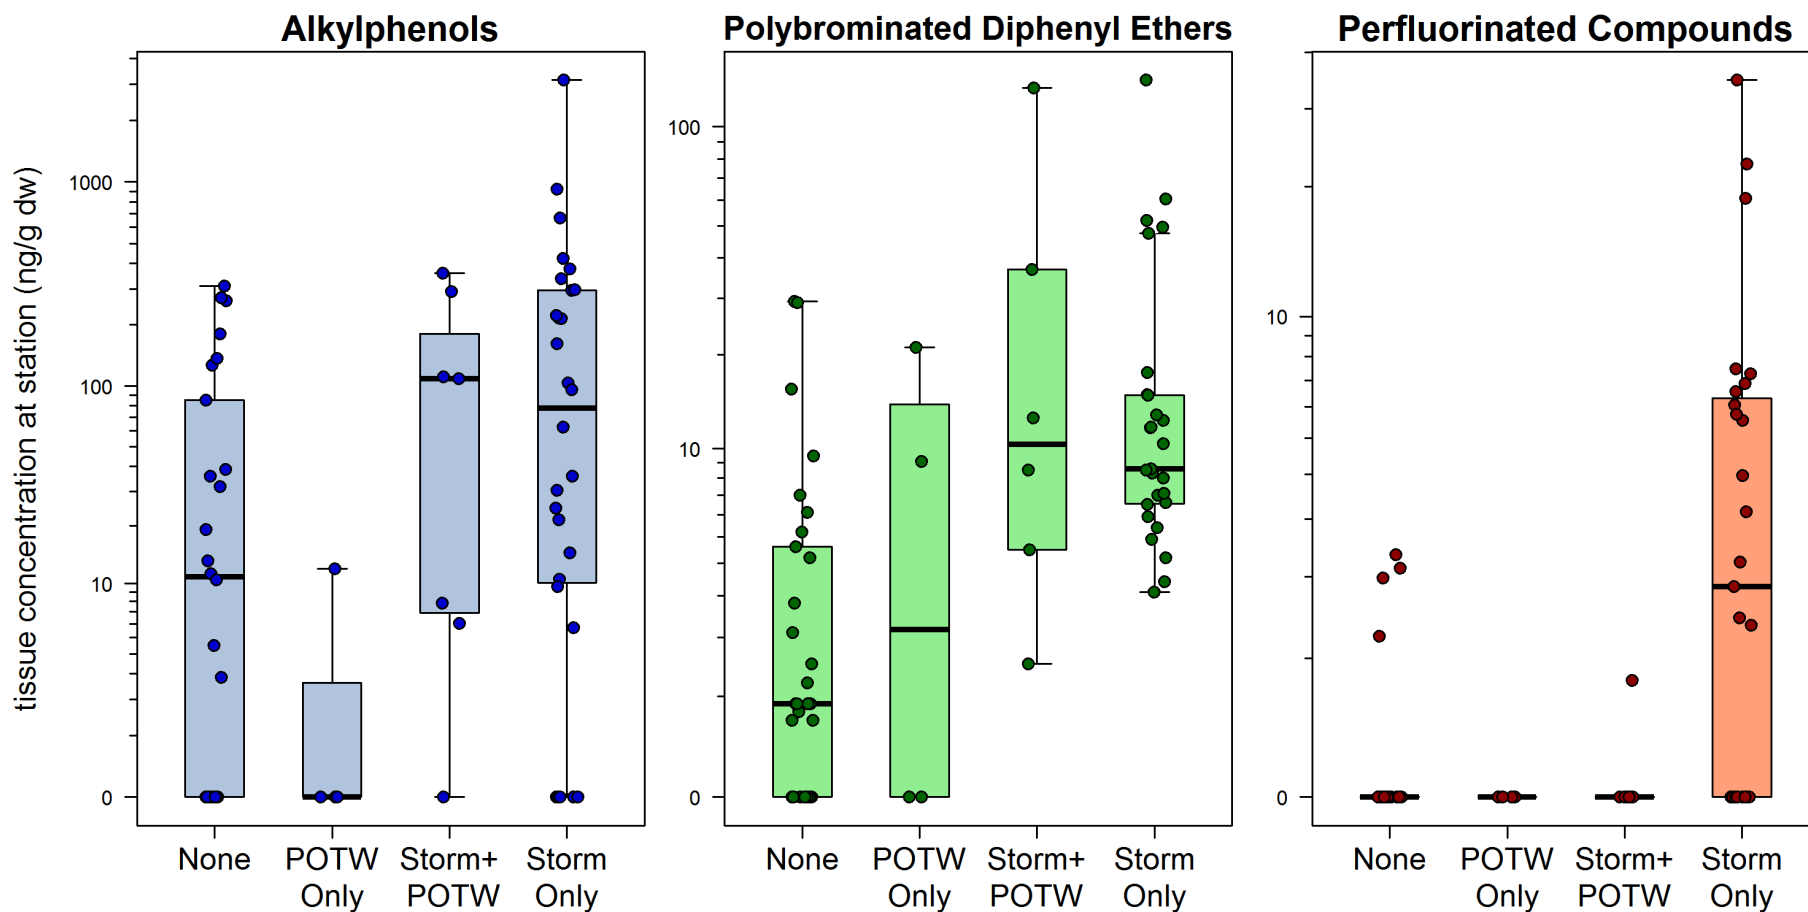 Alkylphenols
Polybrominated Diphenyl Ethers
Perfluorinated Compounds
tissue concentration at station (ng/g dw)
1000
100
10
0
None
POTW
Only
Storm+
POTW
Storm
Only
100
10
0
None
POTW
Only
Storm+
POTW
Storm
Only
10
0
None
POTW
Only
Storm+
POTW
Storm
Only